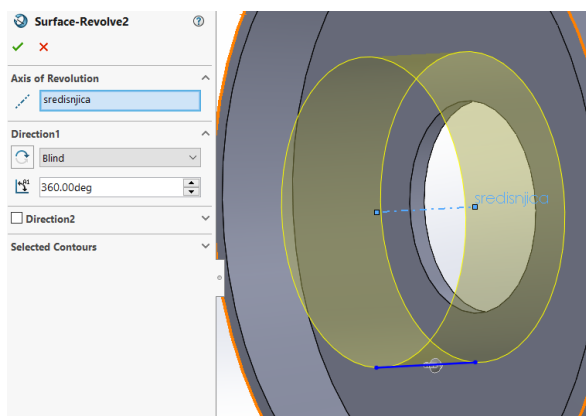 Surface-Revolve2
Axis of Revolution
sredisnjica
Direction1
Blind
360.00deg
Direction2
Selected Contours
sredisnjica